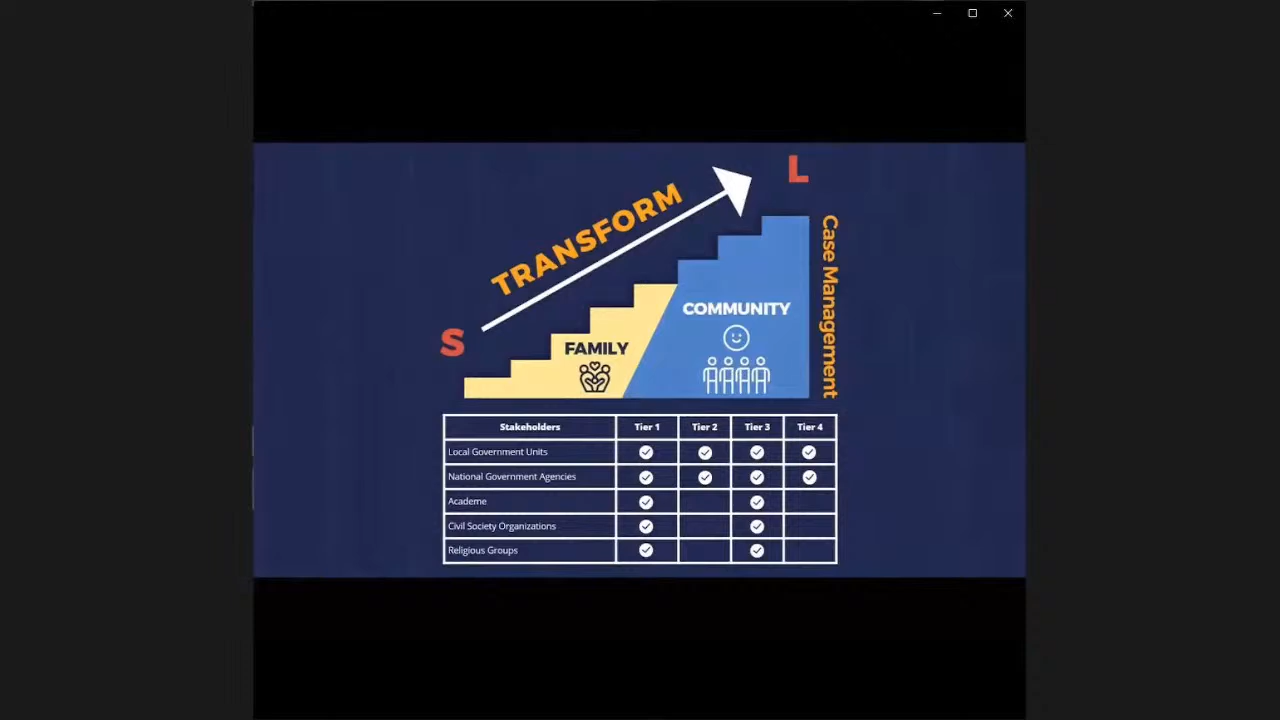 L
TRANSFORM
S
Case Management
COMMUNITY
FAMILY
Stakeholders Tier 1 Tier 2 Tier 3 Tier 4
Local Government Units
National Government Agencies
Academe
Civil Society Organizations
Religious Groups